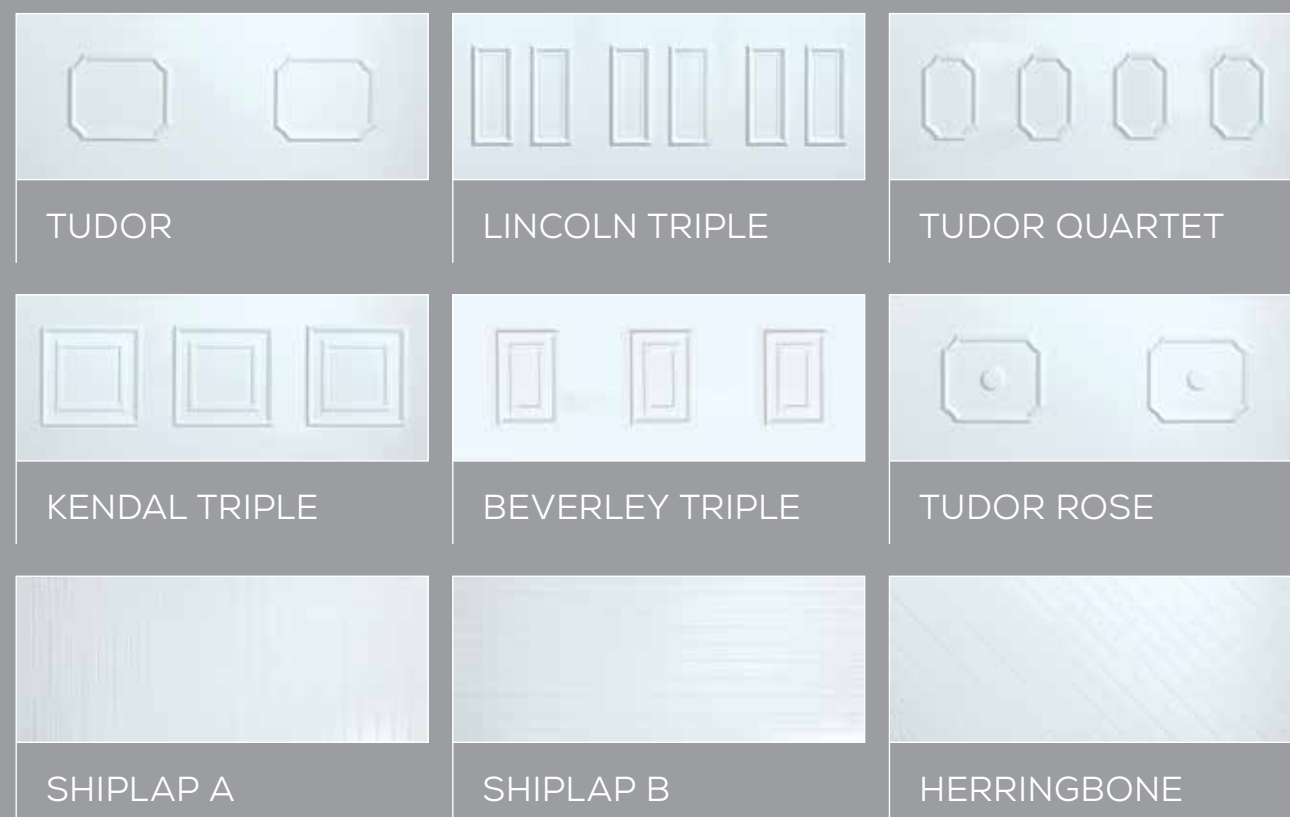 TUDOR
LINCOLN TRIPLE
TUDOR QUARTET
KENDAL TRIPLE
BEVERLEY TRIPLE
TUDOR ROSE
SHIPLAP A
SHIPLAP B
HERRINGBONE